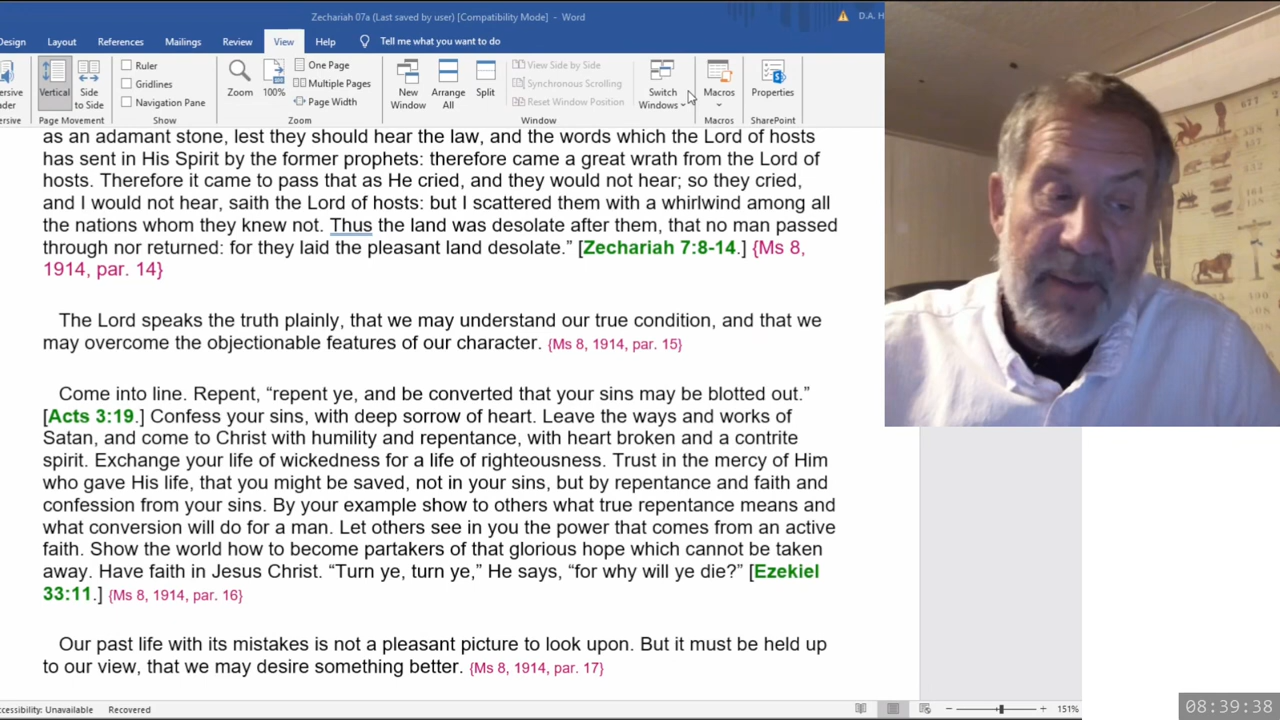 Zechariah 07a (Last saved by user) [Compatibility Mode] - Word
D.A. H
Design Layout References Mailings Review View Help Tell me what you want to do
Ruler
Gridlines
Navigation Pane
One Page
Multiple Pages
Page Width
View Side by Side
Synchronous Scrolling
Reset Window Position
Vertical
Side to Side
Zoom
100%
New Window
Arrange All
Split
Switch Windows
Macros
Properties
Page Movement Show Zoom Window Macros SharePoint
as an adamant stone, lest they should hear the law, and the words which the Lord of hosts
has sent in His Spirit by the former prophets: therefore came a great wrath from the Lord of
hosts. Therefore it came to pass that as He cried, and they would not hear; so they cried,
and I would not hear, saith the Lord of hosts: but I scattered them with a whirlwind among all
the nations whom they knew not. Thus the land was desolate after them, that no man passed
through nor returned: for they laid the pleasant land desolate.” [Zechariah 7:8-14.] {Ms 8,
1914, par. 14}
The Lord speaks the truth plainly, that we may understand our true condition, and that we
may overcome the objectionable features of our character. {Ms 8, 1914, par. 15}
Come into line. Repent, “repent ye, and be converted that your sins may be blotted out.”
[Acts 3:19.] Confess your sins, with deep sorrow of heart. Leave the ways and works of
Satan, and come to Christ with humility and repentance, with heart broken and a contrite
spirit. Exchange your life of wickedness for a life of righteousness. Trust in the mercy of Him
who gave His life, that you might be saved, not in your sins, but by repentance and faith and
confession from your sins. By your example show to others what true repentance means and
what conversion will do for a man. Let others see in you the power that comes from an active
faith. Show the world how to become partakers of that glorious hope which cannot be taken
away. Have faith in Jesus Christ. “Turn ye, turn ye,” He says, “for why will ye die?” [Ezekiel
33:11.] {Ms 8, 1914, par. 16}
Our past life with its mistakes is not a pleasant picture to look upon. But it must be held up
to our view, that we may desire something better. {Ms 8, 1914, par. 17}
ccessibility: Unavailable Recovered
151%
08:39:38